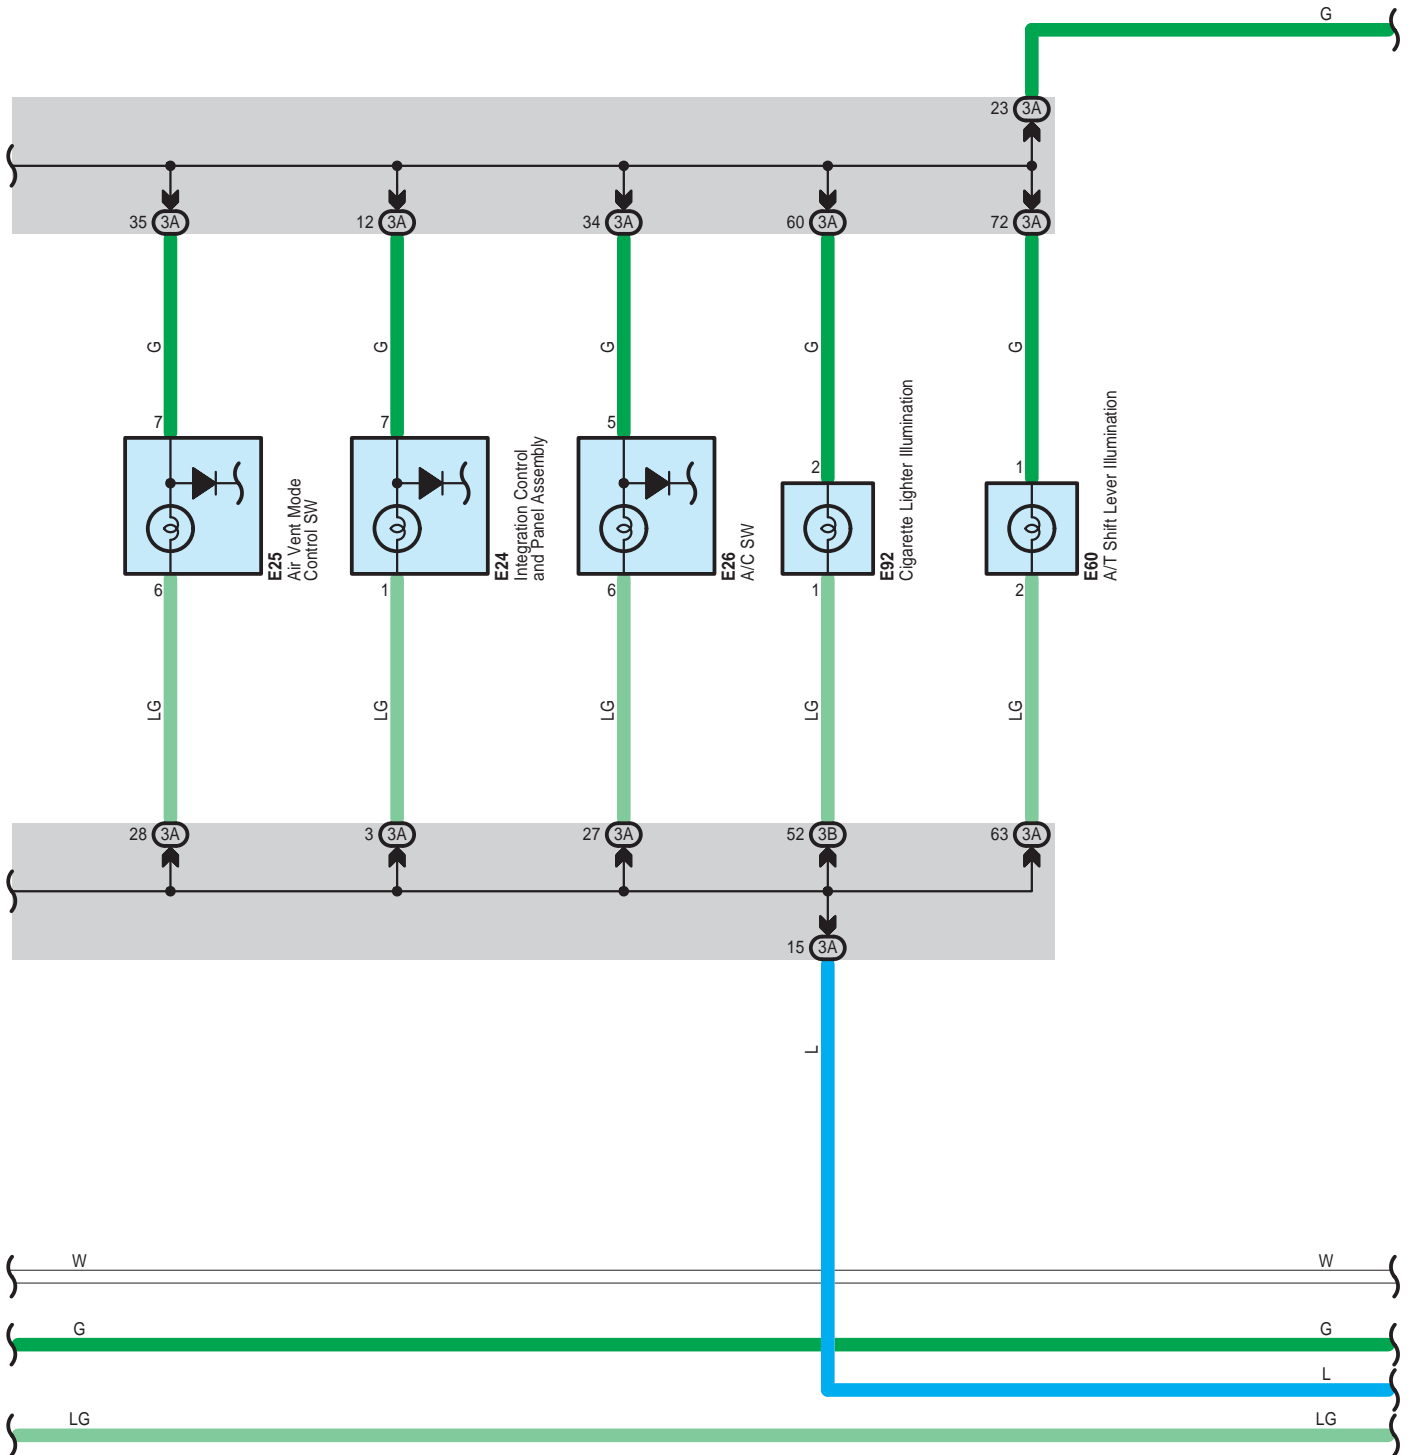 G
23 3A
35 3A
12 3A
34 3A
60 3A
72 3A
G
G
G
G
G
7
7
5
2
1
E25
Air Vent Mode
Control SW
E24
Integration Control
and Panel Assembly
E26
A/C SW
E92
Cigarette Lighter Illumination
E60
A/T Shift Lever Illumination
6
1
6
1
2
LG
LG
LG
LG
LG
28 3A
3 3A
27 3A
52 3B
63 3A
15 3A
L
W
W
G
G
L
LG
LG